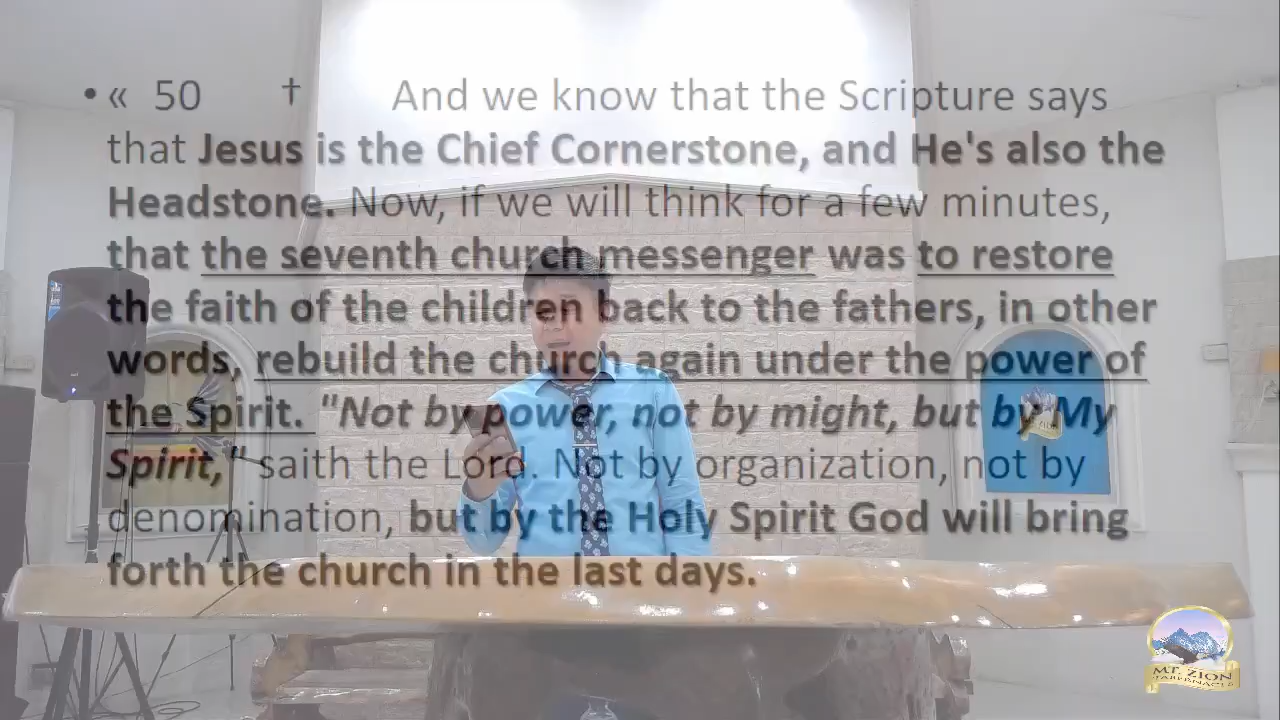 • « 50 † And we know that the Scripture says
that Jesus is the Chief Cornerstone, and He's also the
Headstone. Now, if we will think for a few minutes,
that the seventh church messenger was to restore
the faith of the children back to the fathers, in other
words, rebuild the church again under the power of
the Spirit. "Not by power, not by might, but by My
Spirit," saith the Lord. Not by organization, not by
denomination, but by the Holy Spirit God will bring
forth the church in the last days.
MT. ZION
TABERNACLE